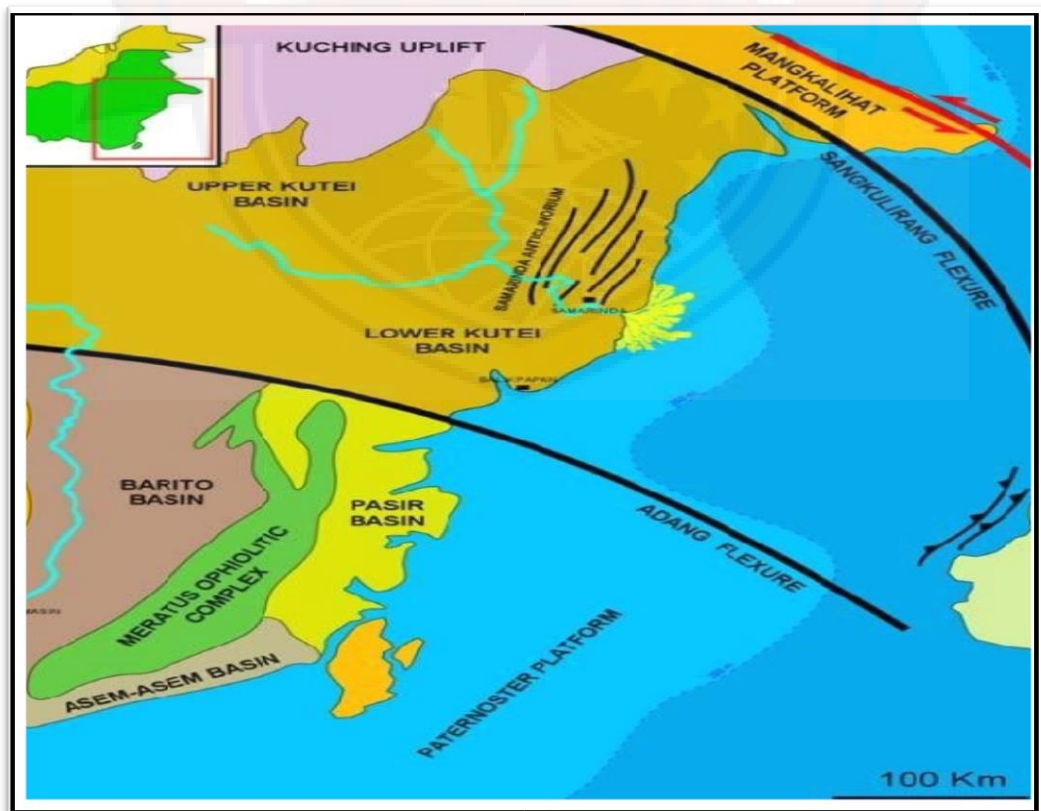 KUCHING UPLIFT
MANGKALIHAT
PLATFORM
UPPER KUTEI
BASIN
SAMARINDA ANTICLINORIUM
SANGKULIRANG FLEXURE
SAMARINDA
LOWER KUTEI
BASIN
BARITO
BASIN
PASIR
BASIN
ADANG FLEXURE
MERATUS OPHIOLITIC
COMPLEX
ASEM-ASEM BASIN
PATERNOSTER PLATFORM
100 Km